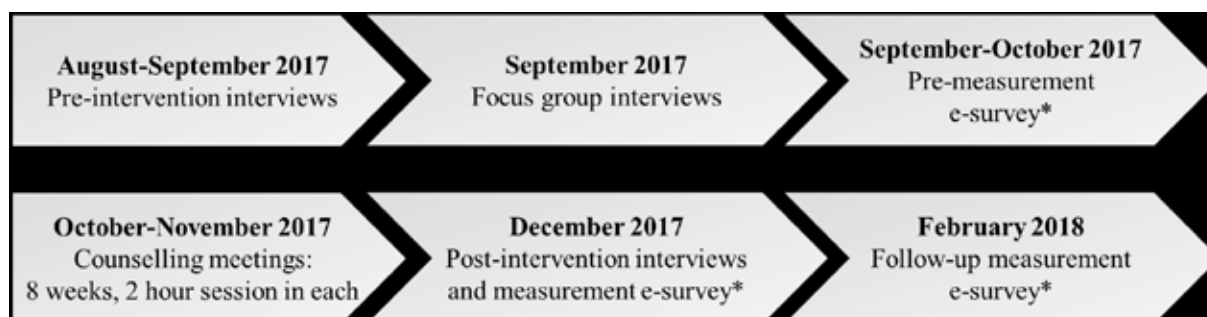 August-September 2017
Pre-intervention interviews
September 2017
Focus group interviews
September-October 2017
Pre-measurement
e-survey*
October-November 2017
Counselling meetings:
8 weeks, 2 hour session in each
December 2017
Post-intervention interviews
and measurement e-survey*
February 2018
Follow-up measurement
e-survey*